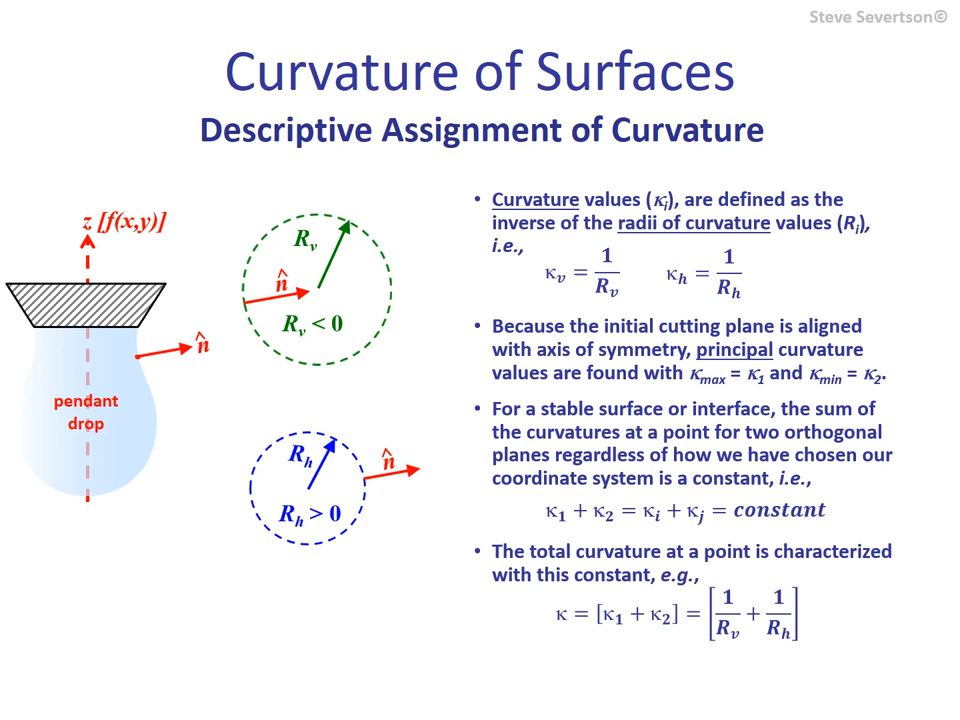 Steve Severtson©
Curvature of Surfaces
Descriptive Assignment of Curvature
z [f(x,y)]
n̂
pendant
drop
R_v
n̂
R_v < 0
R_h
n̂
R_h > 0
• Curvature values (κ_i), are defined as the
inverse of the radii of curvature values (R_i),
i.e.,
κ_v = 1/R_v κ_h = 1/R_h
• Because the initial cutting plane is aligned
with axis of symmetry, principal curvature
values are found with κ_max = κ_1 and κ_min = κ_2.
• For a stable surface or interface, the sum of
the curvatures at a point for two orthogonal
planes regardless of how we have chosen our
coordinate system is a constant, i.e.,
κ_1 + κ_2 = κ_i + κ_j = constant
• The total curvature at a point is characterized
with this constant, e.g.,
κ = [κ_1 + κ_2] = [1/R_v + 1/R_h]